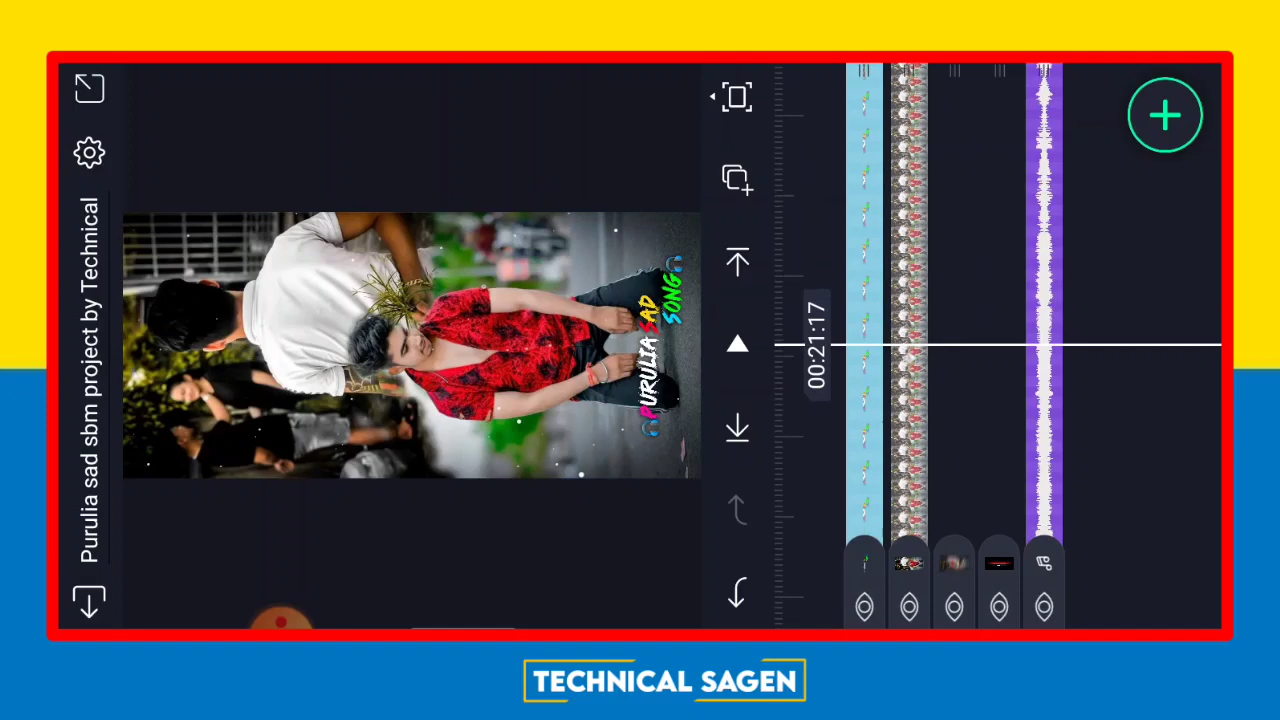 Purulia sad sbm project by Technical
🎧PURULIA SAD
SONG🎧
00:21:17
TECHNICAL SAGEN